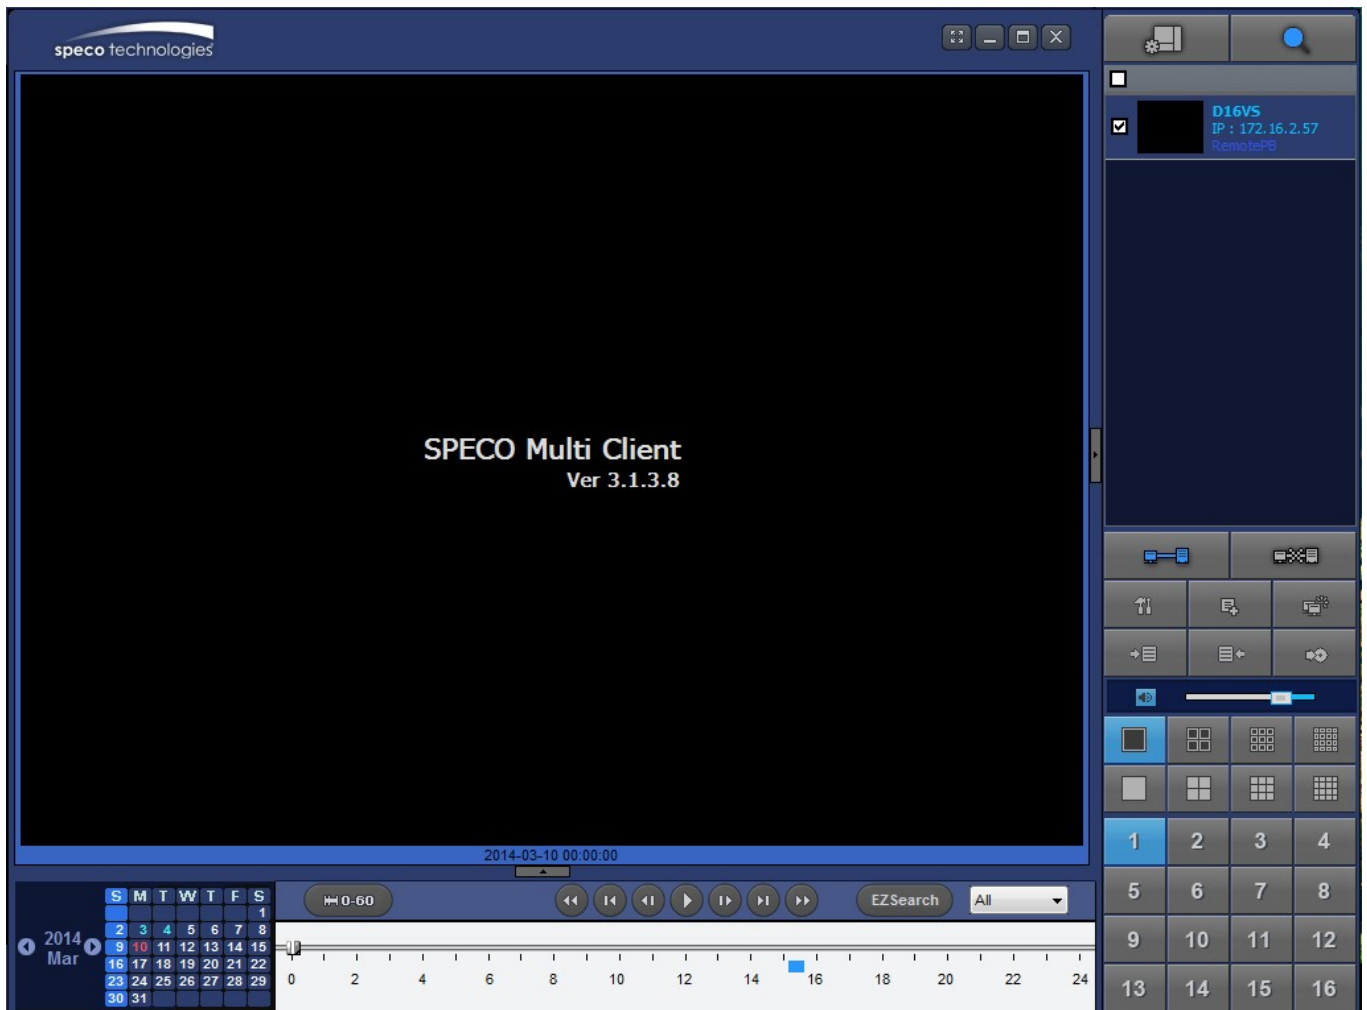 speco technologies
D16VS
IP : 172.16.2.57
RemotePB
SPECO Multi Client
Ver 3.1.3.8
2014-03-10 00:00:00
0-60
EZSearch
All
2014
Mar
S M T W T F S
1
2 3 4 5 6 7 8
9 10 11 12 13 14 15
16 17 18 19 20 21 22
23 24 25 26 27 28 29
30 31
0 2 4 6 8 10 12 14 16 18 20 22 24
1 2 3 4
5 6 7 8
9 10 11 12
13 14 15 16